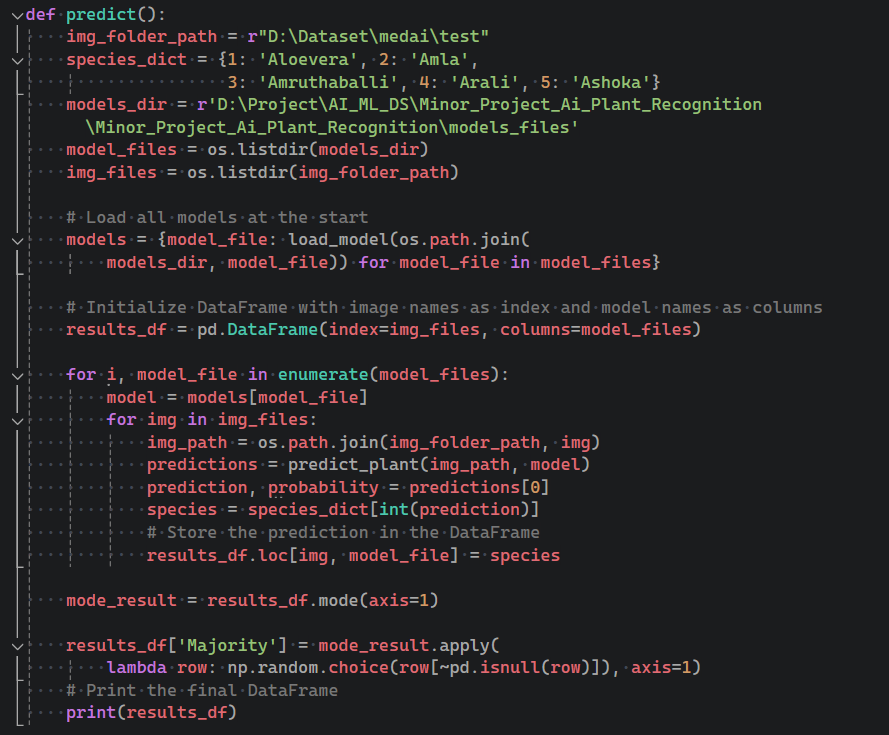 def predict():
    img_folder_path = r"D:\Dataset\medai\test"
    species_dict = {1: 'Aloevera', 2: 'Amla',
                    3: 'Amruthaballi', 4: 'Arali', 5: 'Ashoka'}
    models_dir = r'D:\Project\AI_ML_DS\Minor_Project_Ai_Plant_Recognition
      \Minor_Project_Ai_Plant_Recognition\models_files'
    model_files = os.listdir(models_dir)
    img_files = os.listdir(img_folder_path)

    # Load all models at the start
    models = {model_file: load_model(os.path.join(
        models_dir, model_file)) for model_file in model_files}

    # Initialize DataFrame with image names as index and model names as columns
    results_df = pd.DataFrame(index=img_files, columns=model_files)

    for i, model_file in enumerate(model_files):
        model = models[model_file]
        for img in img_files:
            img_path = os.path.join(img_folder_path, img)
            predictions = predict_plant(img_path, model)
            prediction, probability = predictions[0]
            species = species_dict[int(prediction)]
            # Store the prediction in the DataFrame
            results_df.loc[img, model_file] = species

    mode_result = results_df.mode(axis=1)

    results_df['Majority'] = mode_result.apply(
        lambda row: np.random.choice(row[~pd.isnull(row)]), axis=1)
    # Print the final DataFrame
    print(results_df)